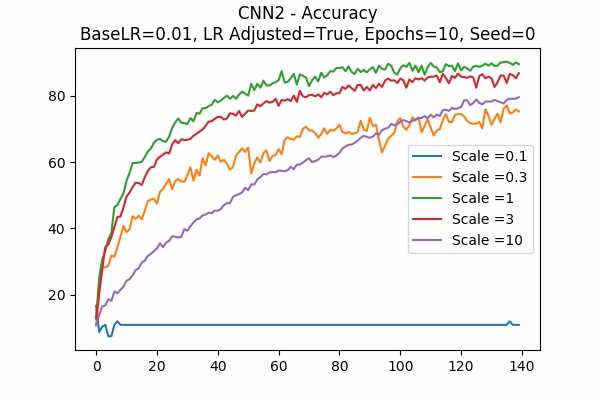 CNN2 - Accuracy
BaseLR=0.01, LR Adjusted=True, Epochs=10, Seed=0
80
60
40
20
Scale =0.1
Scale =0.3
Scale =1
Scale =3
Scale =10
0 20 40 60 80 100 120 140